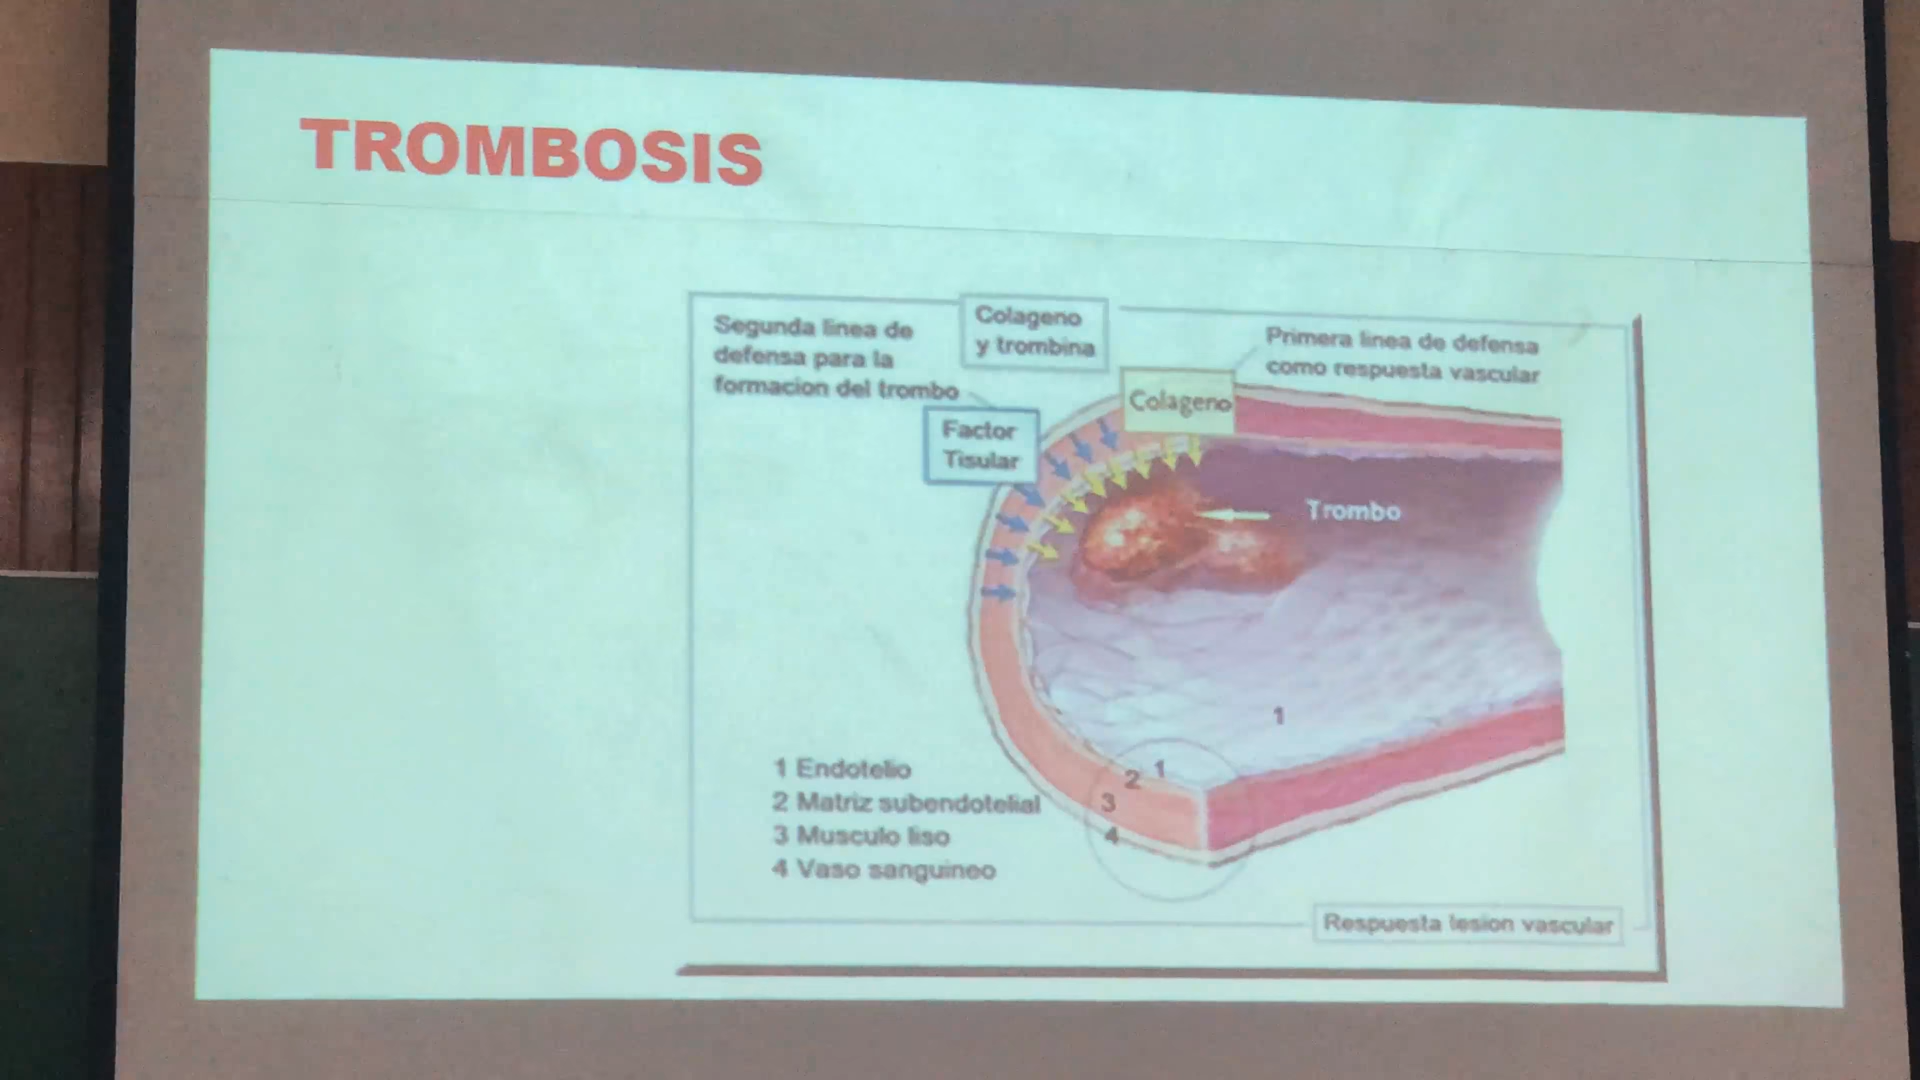 TROMBOSIS
Segunda linea de
defensa para la
formacion del trombo
Colageno
y trombina
Primera linea de defensa
como respuesta vascular
Colageno
Factor
Tisular
Trombo
1
1 Endotelio
2 Matriz subendotelial
3 Musculo liso
4 Vaso sanguineo
1
2
3
4
Respuesta lesion vascular